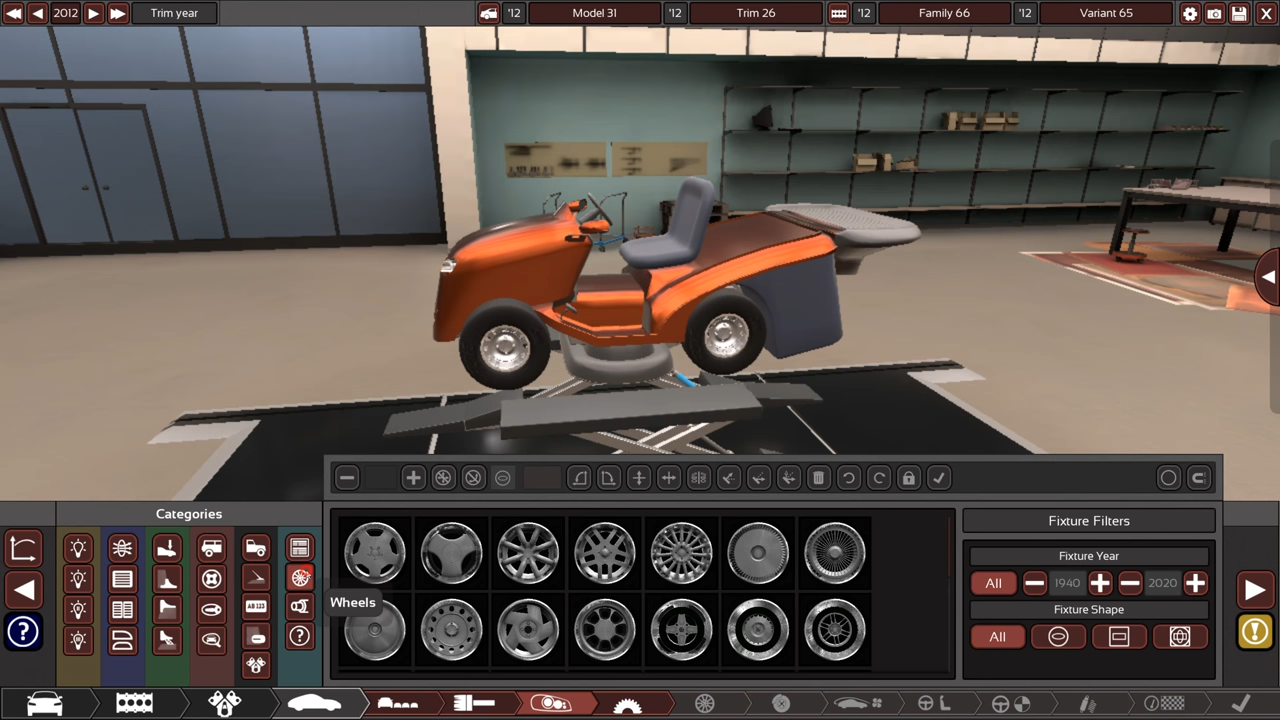 2012 Trim year '12 Model 31 '12 Trim 26 '12 Family 66 '12 Variant 65
Categories
Fixture Filters
Fixture Year
All 1940 2020
Wheels
AB 123
Fixture Shape
All